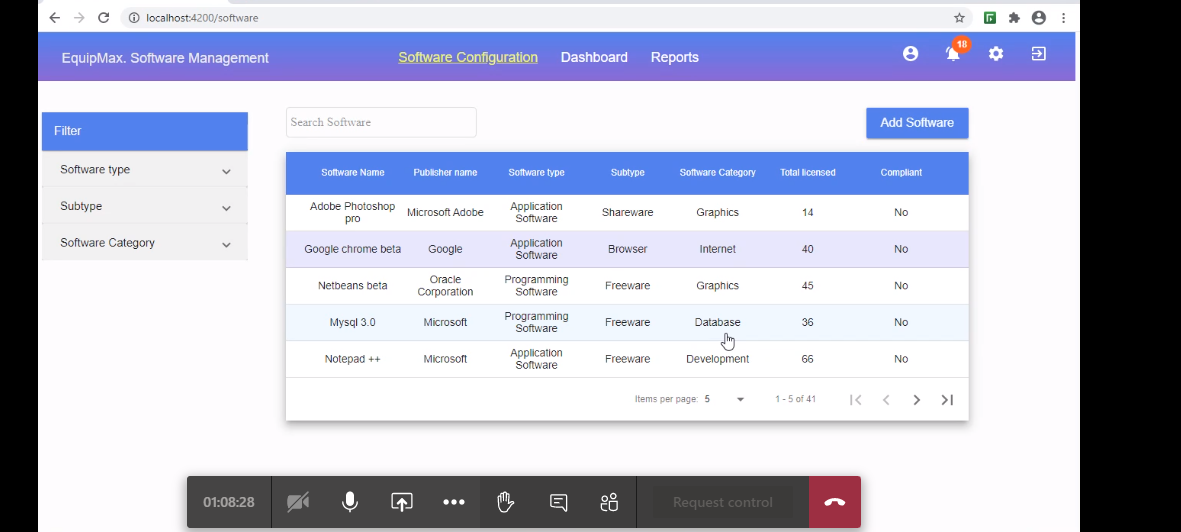 localhost:4200/software
EquipMax. Software Management
Software Configuration
Dashboard
Reports
18
Filter
Software type
Subtype
Software Category
Search Software
Add Software
Software Name Publisher name Software type Subtype Software Category Total licensed Compliant
Adobe Photoshop pro Microsoft Adobe Application Software Shareware Graphics 14 No
Google chrome beta Google Application Software Browser Internet 40 No
Netbeans beta Oracle Corporation Programming Software Freeware Graphics 45 No
Mysql 3.0 Microsoft Programming Software Freeware Database 36 No
Notepad ++ Microsoft Application Software Freeware Development 66 No
Items per page: 5 1 - 5 of 41
01:08:28
Request control